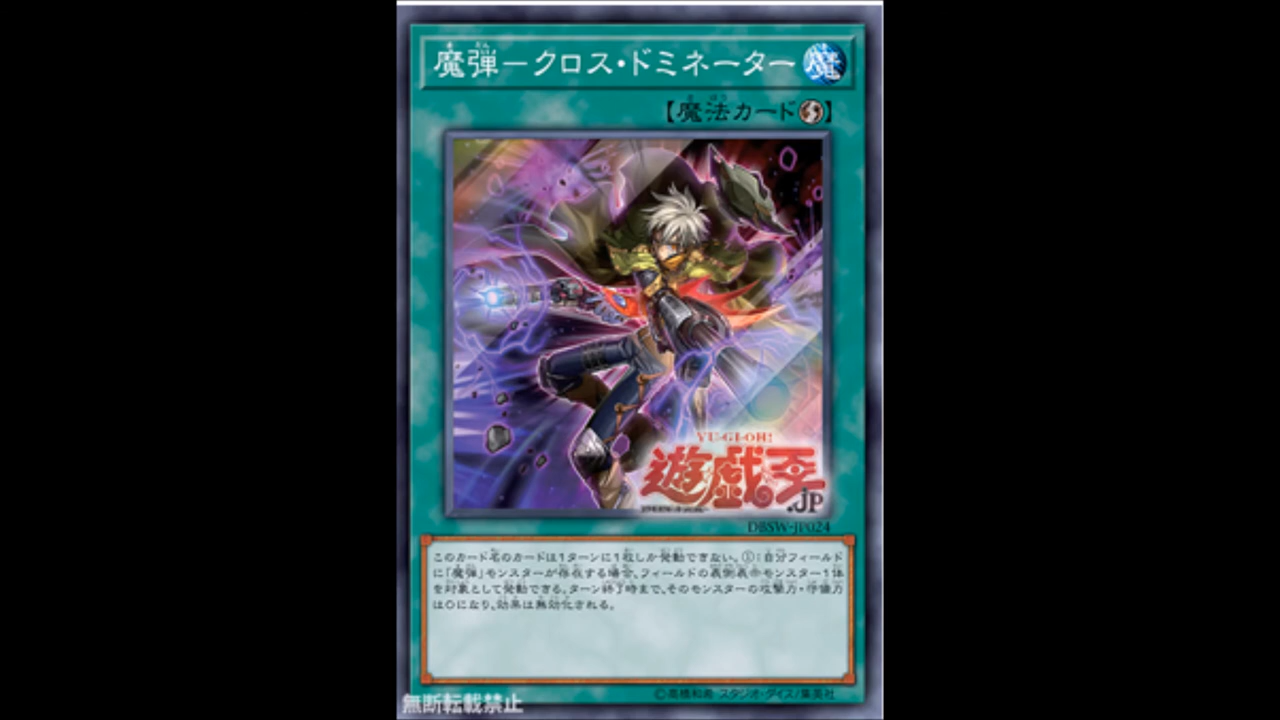 魔弾－クロス・ドミネーター 魔
【魔法カード】
YU-GI-OH!
遊戯王
.JP
DBSW-JP024
このカード名のカードは1ターンに1枚しか発動できない。①:自分フィールド
に「魔弾」モンスターが存在する場合、フィールドの表側表示モンスター1体
を対象として発動できる。ターン終了時まで、そのモンスターの攻撃力・守備力
は0になり、効果は無効化される。
©高橋和希 スタジオ・ダイス/集英社
無断転載禁止